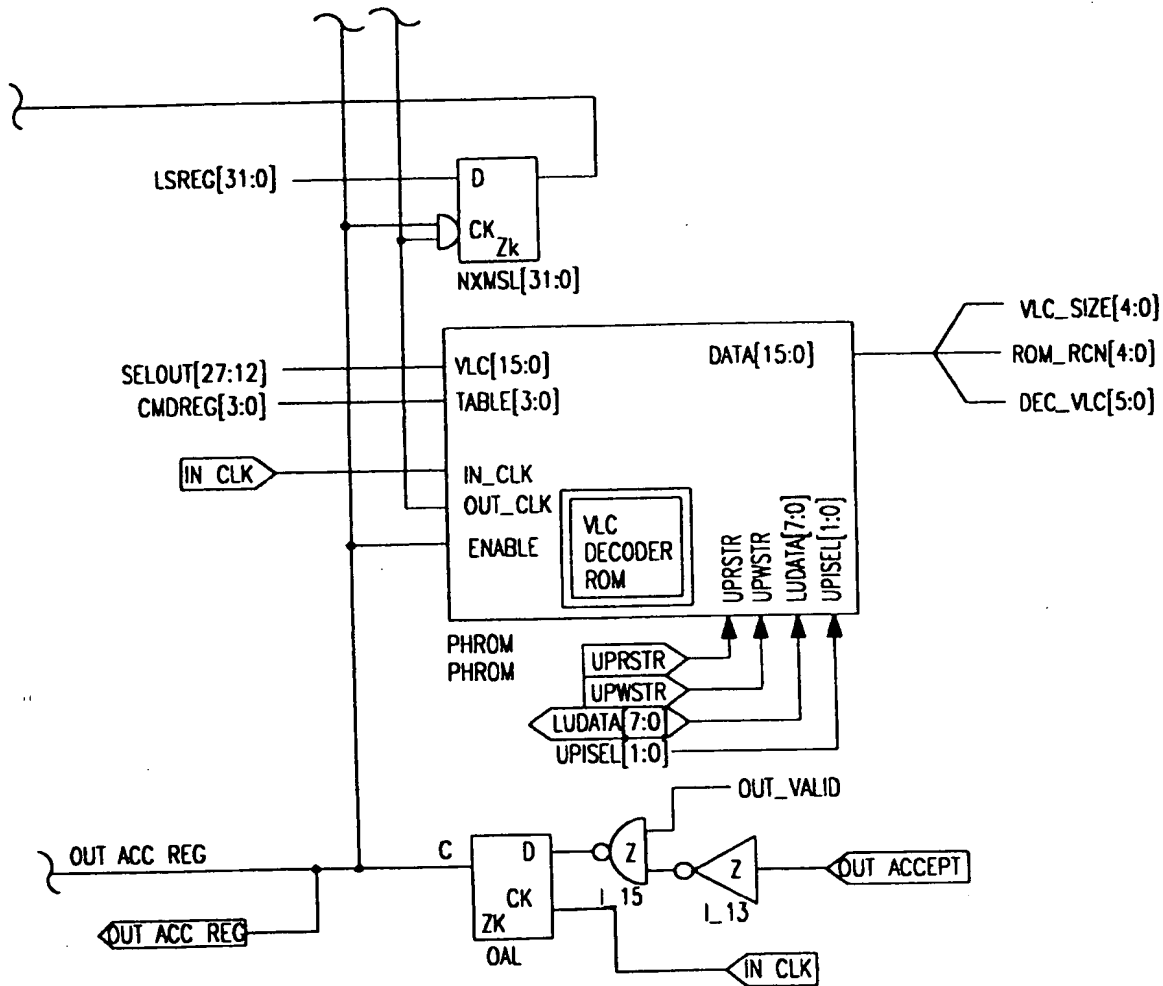 LSREG[31:0]
D
CK
Zk
NXMSL[31:0]
SELOUT[27:12]
CMDREG[3:0]
IN CLK
VLC[15:0]
TABLE[3:0]
IN_CLK
OUT_CLK
ENABLE
DATA[15:0]
VLC
DECODER
ROM
UPRSTR
UPWSTR
LUDATA[7:0]
UPISEL[1:0]
VLC_SIZE[4:0]
ROM_RCN[4:0]
DEC_VLC[5:0]
PHROM
PHROM
UPRSTR
UPWSTR
LUDATA[7:0]
UPISEL[1:0]
OUT_VALID
OUT ACC REG
C
D
CK
ZK
OAL
Z
I_15
Z
I_13
OUT ACCEPT
OUT ACC REG
IN CLK